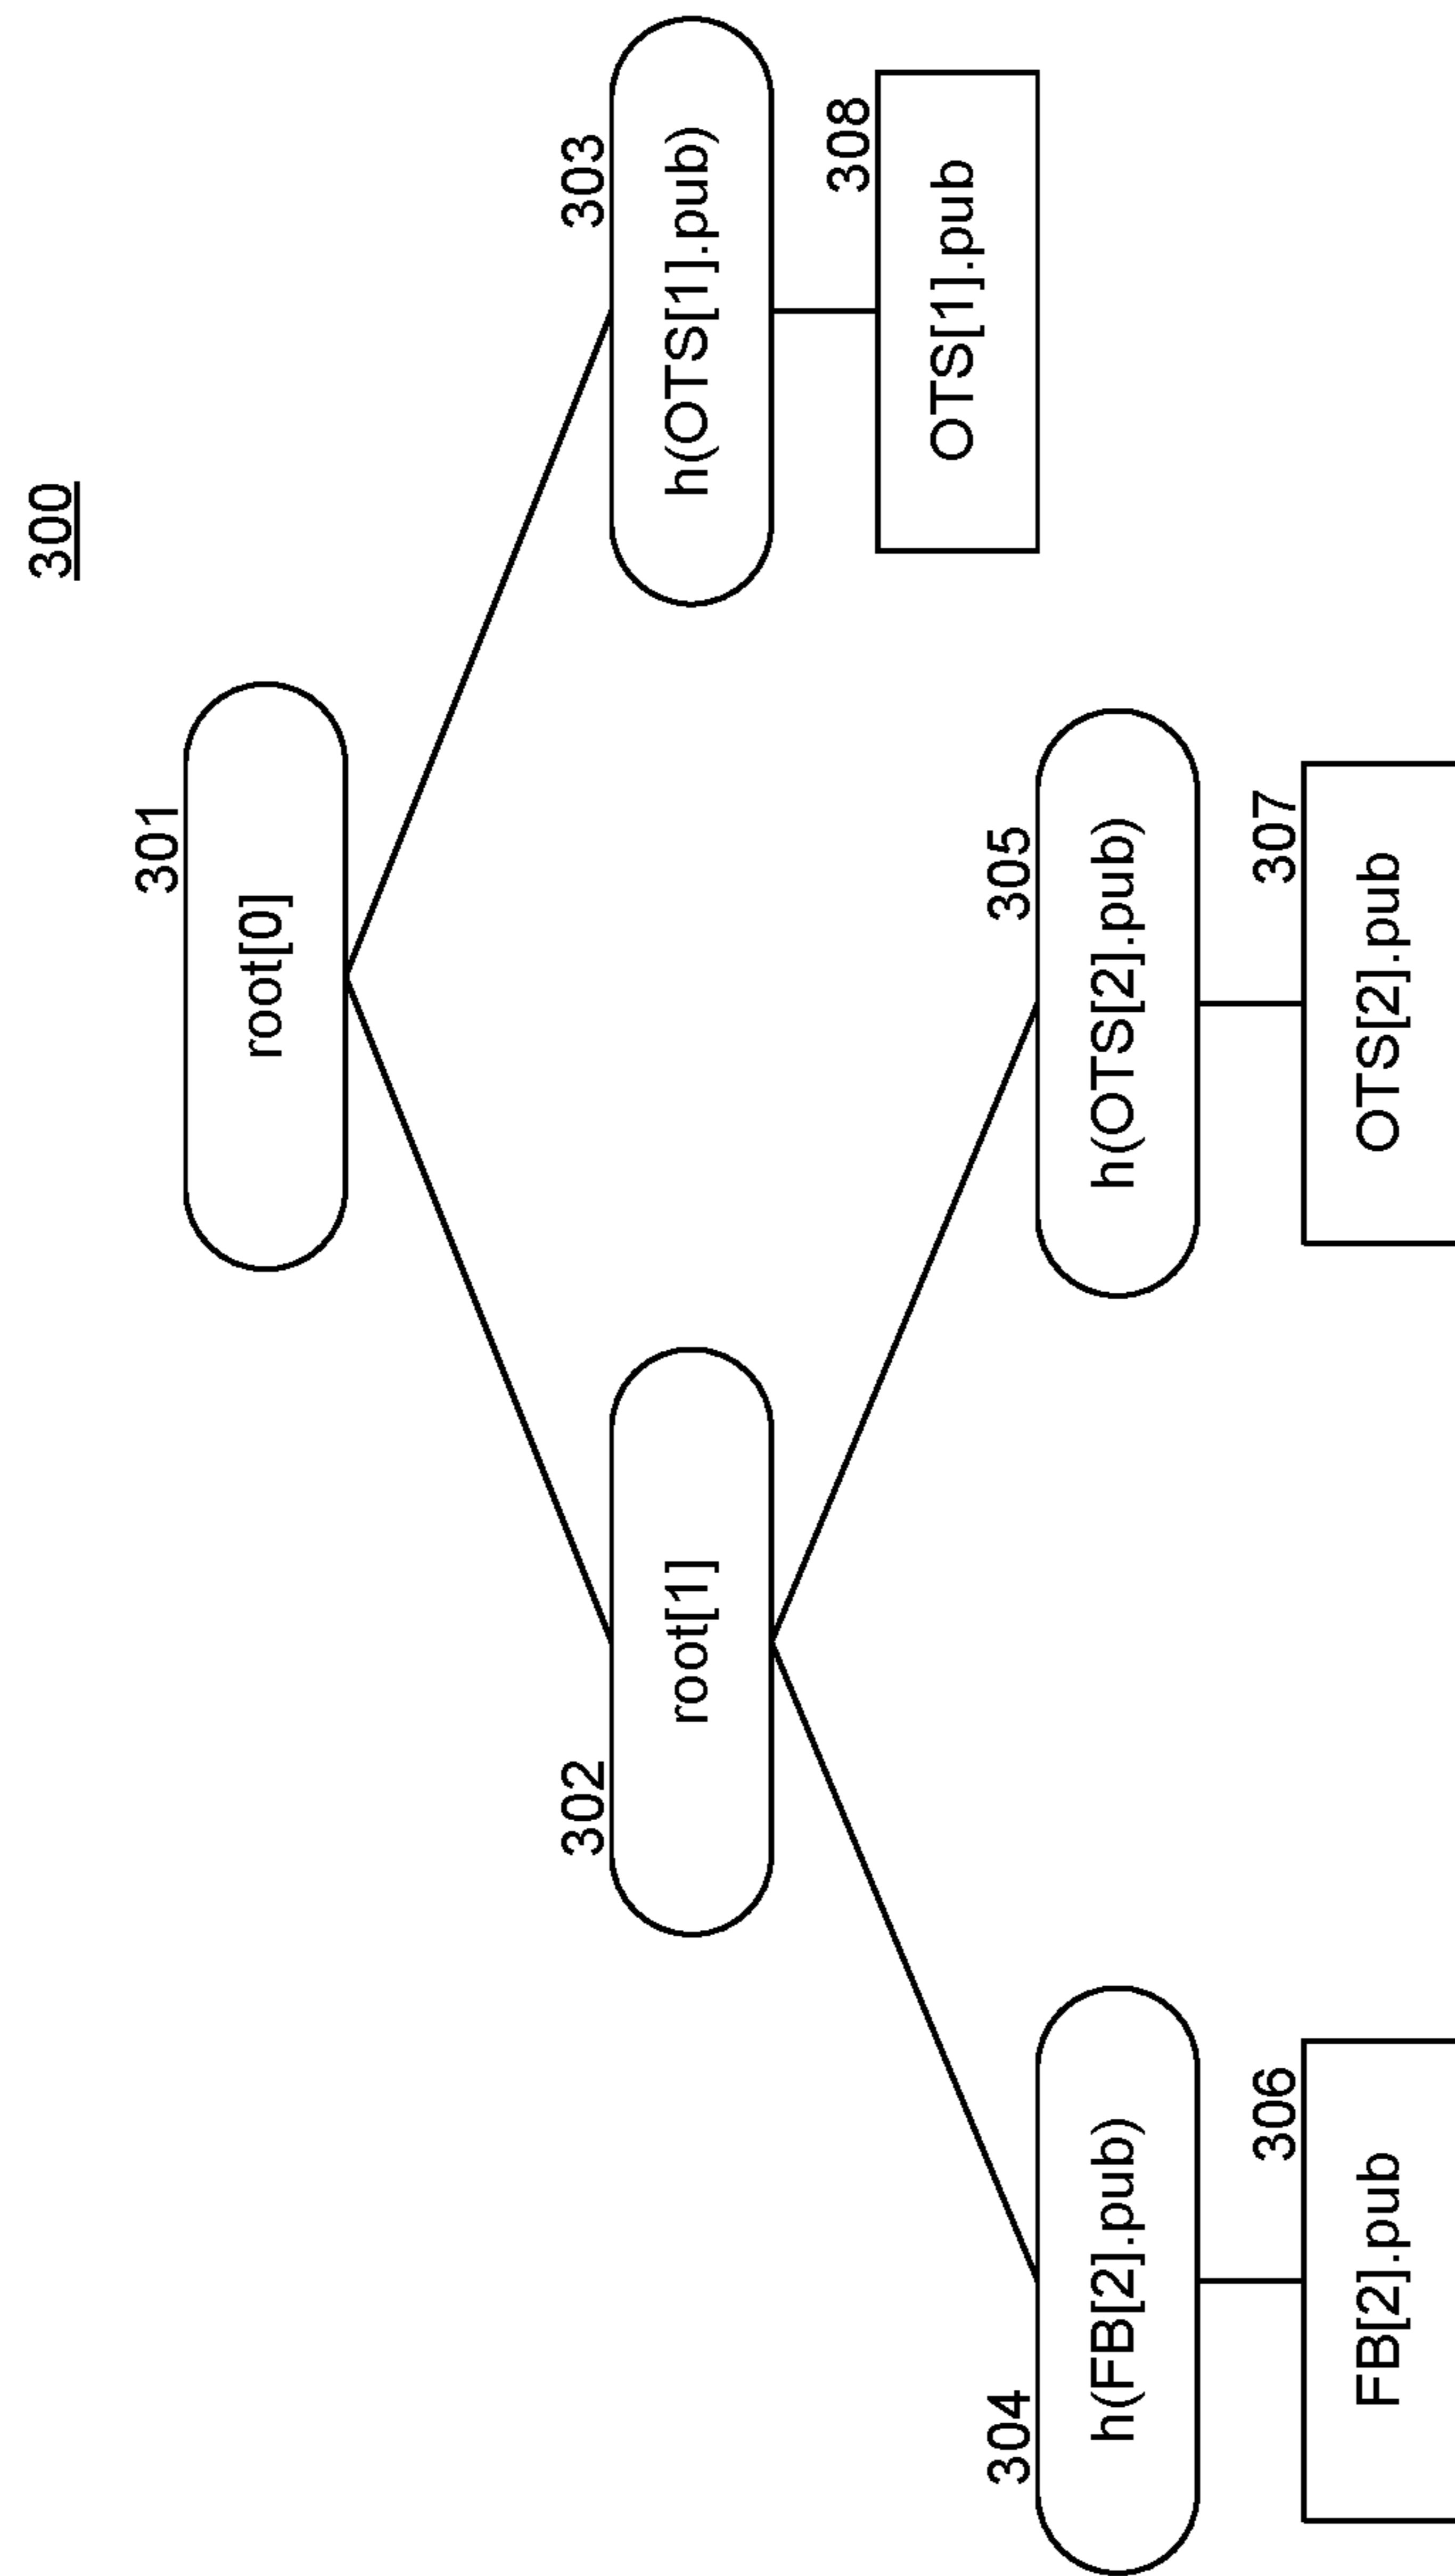 300
301
root[0]
302
root[1]
303
h(OTS[1].pub)
308
OTS[1].pub
304
h(FB[2].pub)
305
h(OTS[2].pub)
306
FB[2].pub
307
OTS[2].pub